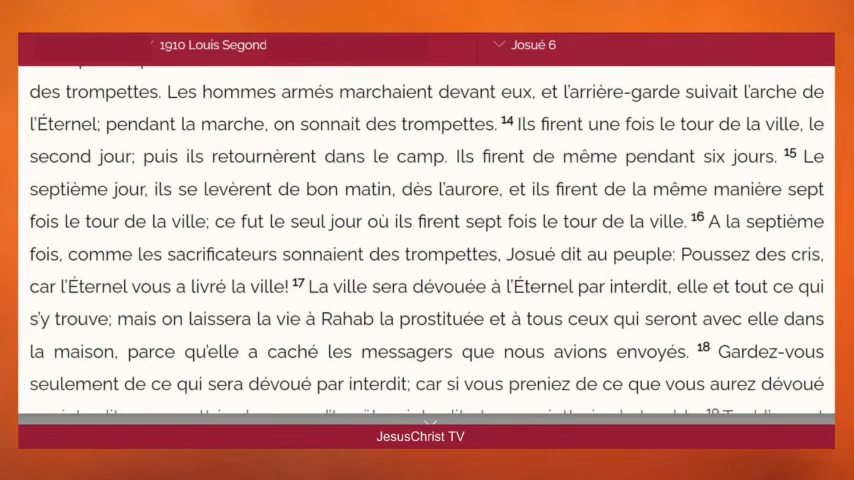 1910 Louis Segond
Josué 6
des trompettes. Les hommes armés marchaient devant eux, et l'arrière-garde suivait l'arche de
l'Éternel; pendant la marche, on sonnait des trompettes. 14 Ils firent une fois le tour de la ville, le
second jour; puis ils retournèrent dans le camp. Ils firent de même pendant six jours. 15 Le
septième jour, ils se levèrent de bon matin, dès l'aurore, et ils firent de la même manière sept
fois le tour de la ville; ce fut le seul jour où ils firent sept fois le tour de la ville. 16 A la septième
fois, comme les sacrificateurs sonnaient des trompettes, Josué dit au peuple: Poussez des cris,
car l'Éternel vous a livré la ville! 17 La ville sera dévouée à l'Éternel par interdit, elle et tout ce qui
s'y trouve; mais on laissera la vie à Rahab la prostituée et à tous ceux qui seront avec elle dans
la maison, parce qu'elle a caché les messagers que nous avions envoyés. 18 Gardez-vous
seulement de ce qui sera dévoué par interdit; car si vous preniez de ce que vous aurez dévoué
JesusChrist TV